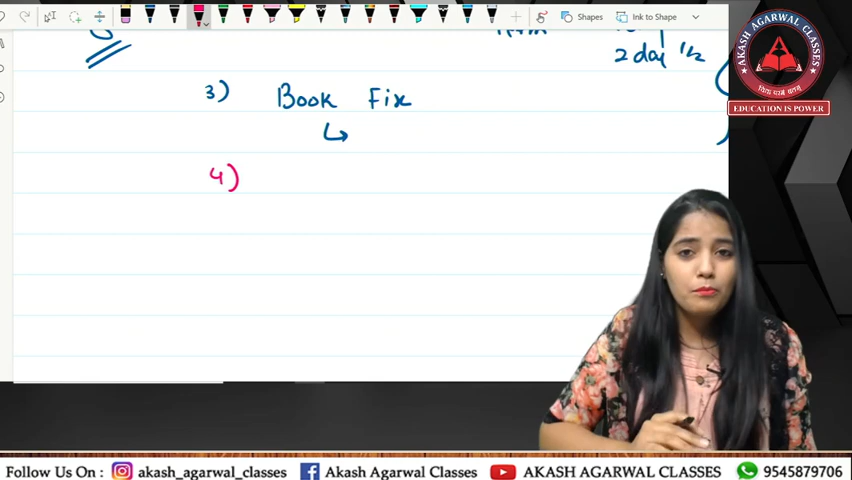 Shapes
Ink to Shape
2 day 1/2
3) Book Fix
4)
AKASH AGARWAL CLASSES
EDUCATION IS POWER
Follow Us On : akash_agarwal_classes Akash Agarwal Classes AKASH AGARWAL CLASSES 9545879706